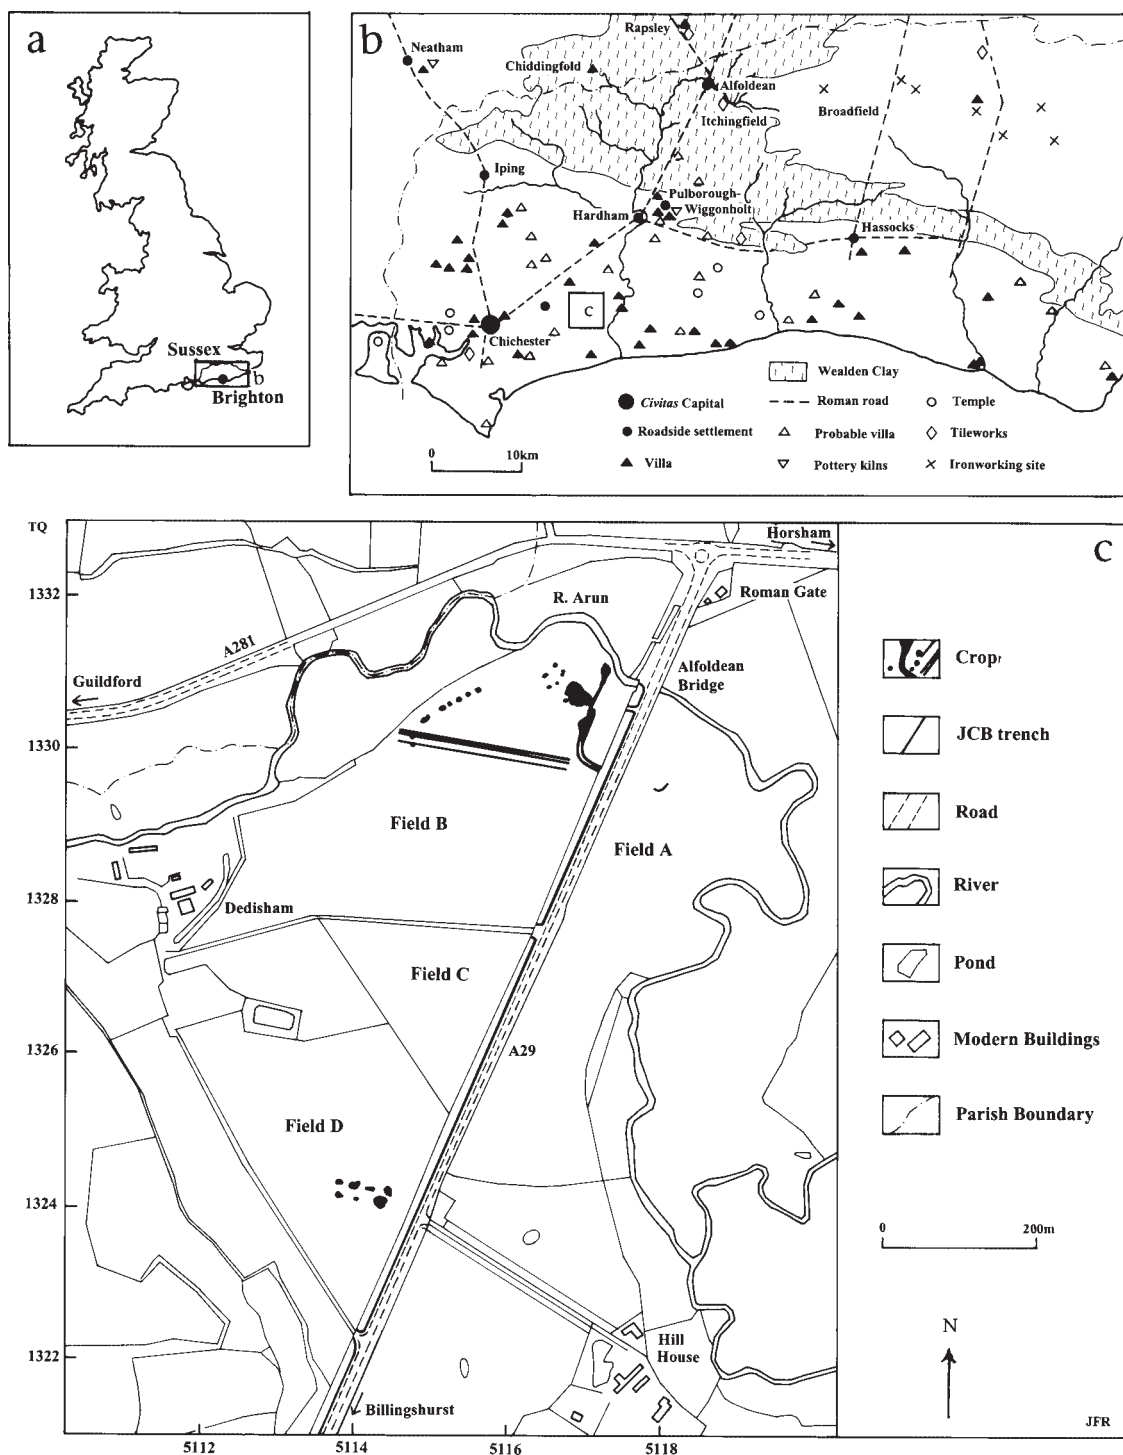 a
Sussex
b
Brighton
b
Neatham
Rapsley
Chiddingfold
Alfoldean
Itchingfield
Broadfield
Iping
Pulborough-
Wiggonholt
Hardham
Hassocks
c
Chichester
Wealden Clay
Civitas Capital
Roman road
Temple
Roadside settlement
Probable villa
Tileworks
Villa
Pottery kilns
Ironworking site
0 10km
TQ
Horsham
c
1332
R. Arun
Roman Gate
A281
Guildford
Alfoldean
Bridge
1330
Field B
Field A
1328
Dedisham
Field C
1326
A29
Field D
1324
1322
Hill
House
Billingshurst
5112
5114
5116
5118
Crop
JCB trench
Road
River
Pond
Modern Buildings
Parish Boundary
0 200m
N
JFR